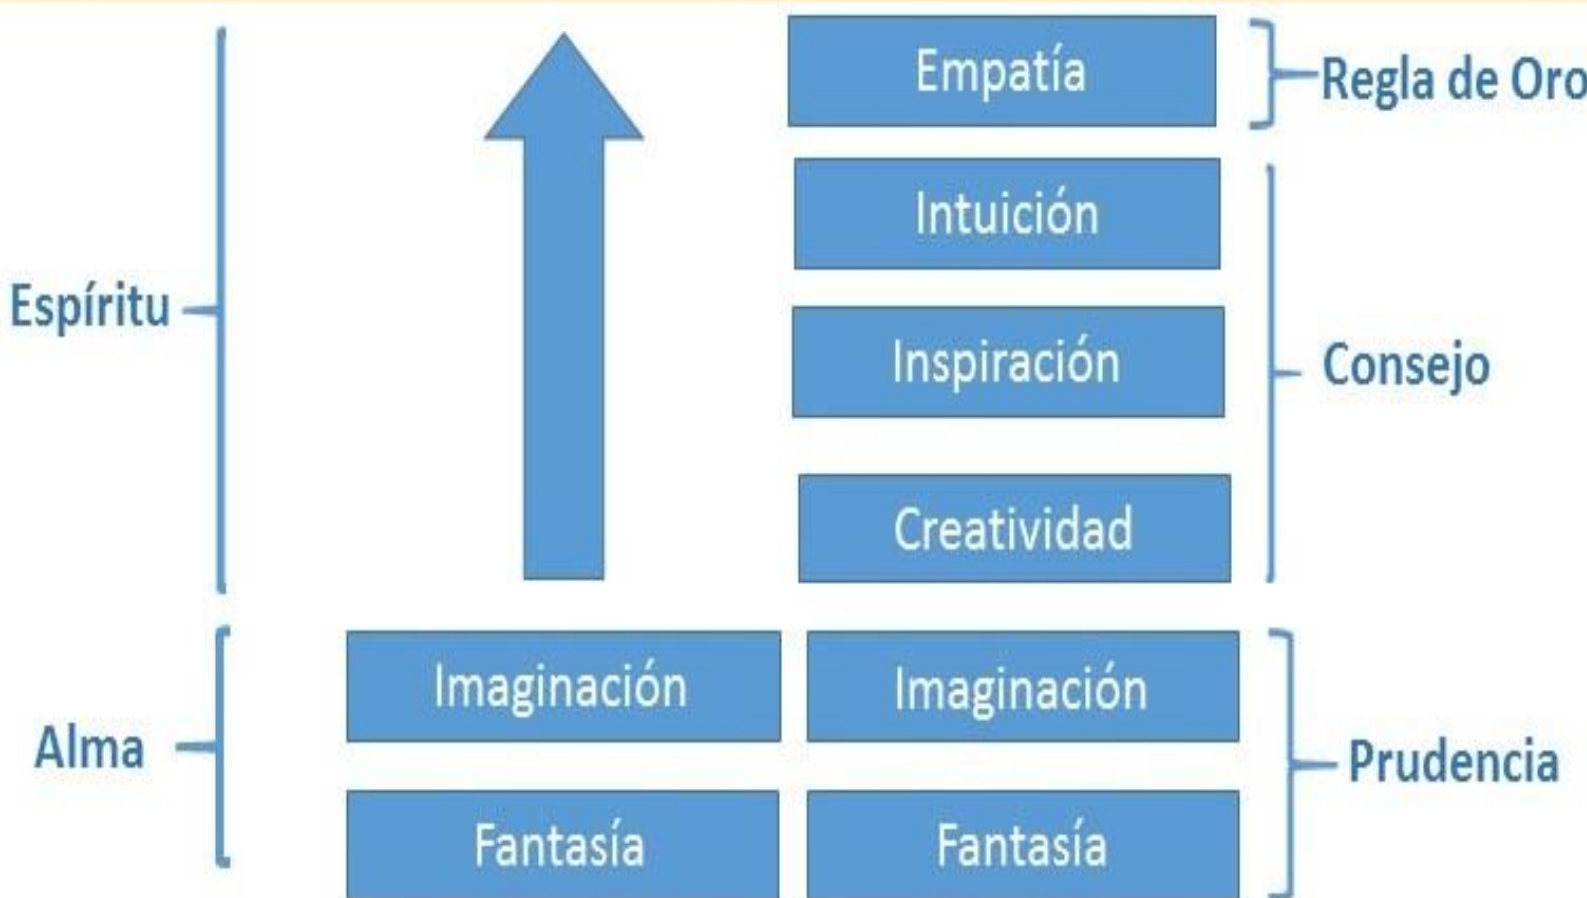 Empatía
Regla de Oro
Intuición
Espíritu
Inspiración
Consejo
Creatividad
Imaginación
Imaginación
Alma
Prudencia
Fantasía
Fantasía